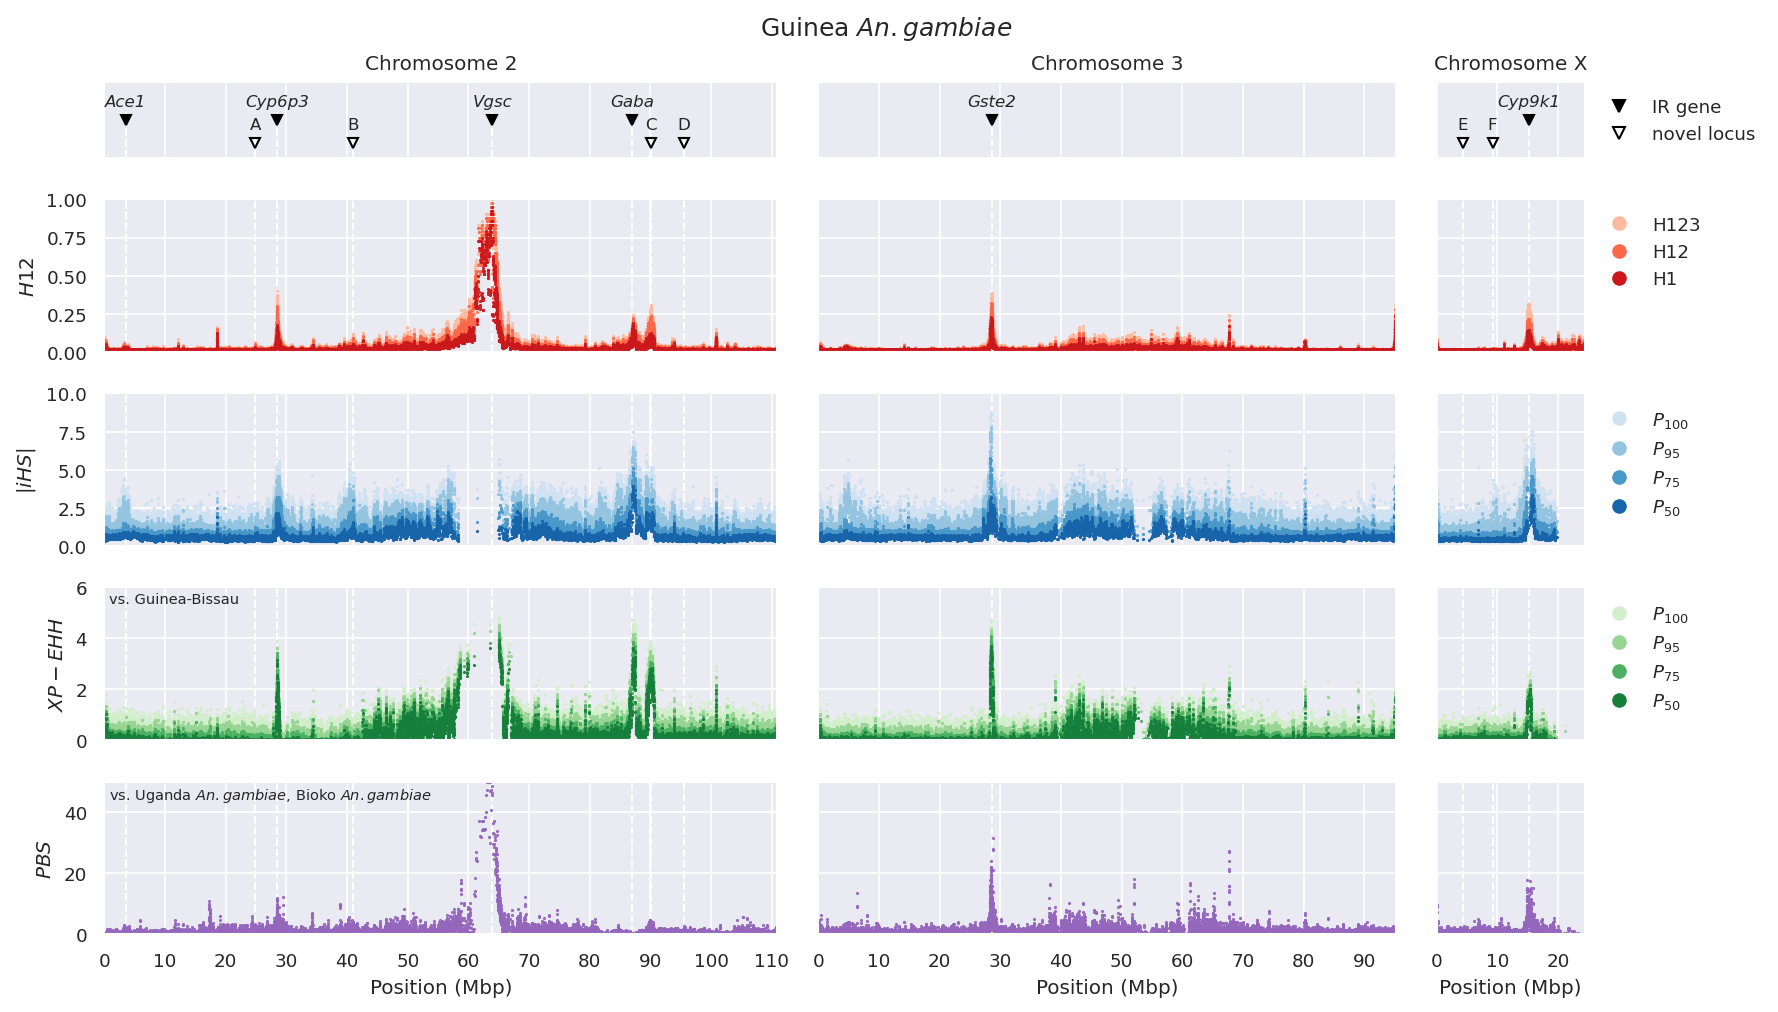 Guinea An. gambiae
Chromosome 2 Chromosome 3 Chromosome X
Ace1 Cyp6p3 Vgsc Gaba Gste2 Cyp9k1
A B C D E F
IR gene
novel locus
H12
1.00
0.75
0.50
0.25
0.00
H123
H12
H1
|iHS|
10.0
7.5
5.0
2.5
0.0
P100
P95
P75
P50
XP − EHH
6
4
2
0
vs. Guinea-Bissau
P100
P95
P75
P50
PBS
40
20
0
vs. Uganda An. gambiae, Bioko An. gambiae
0 10 20 30 40 50 60 70 80 90 100 110 0 10 20 30 40 50 60 70 80 90 0 10 20
Position (Mbp) Position (Mbp) Position (Mbp)